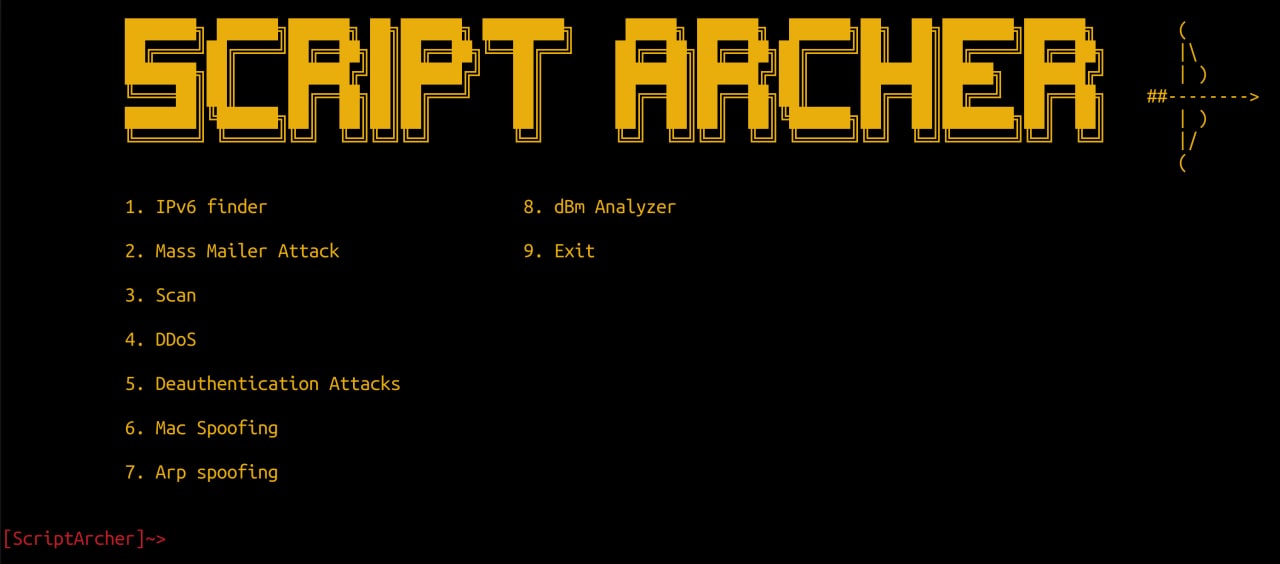 SCRIPT ARCHER
##-------->
1. IPv6 finder
2. Mass Mailer Attack
3. Scan
4. DDoS
5. Deauthentication Attacks
6. Mac Spoofing
7. Arp spoofing
8. dBm Analyzer
9. Exit
[ScriptArcher]~>